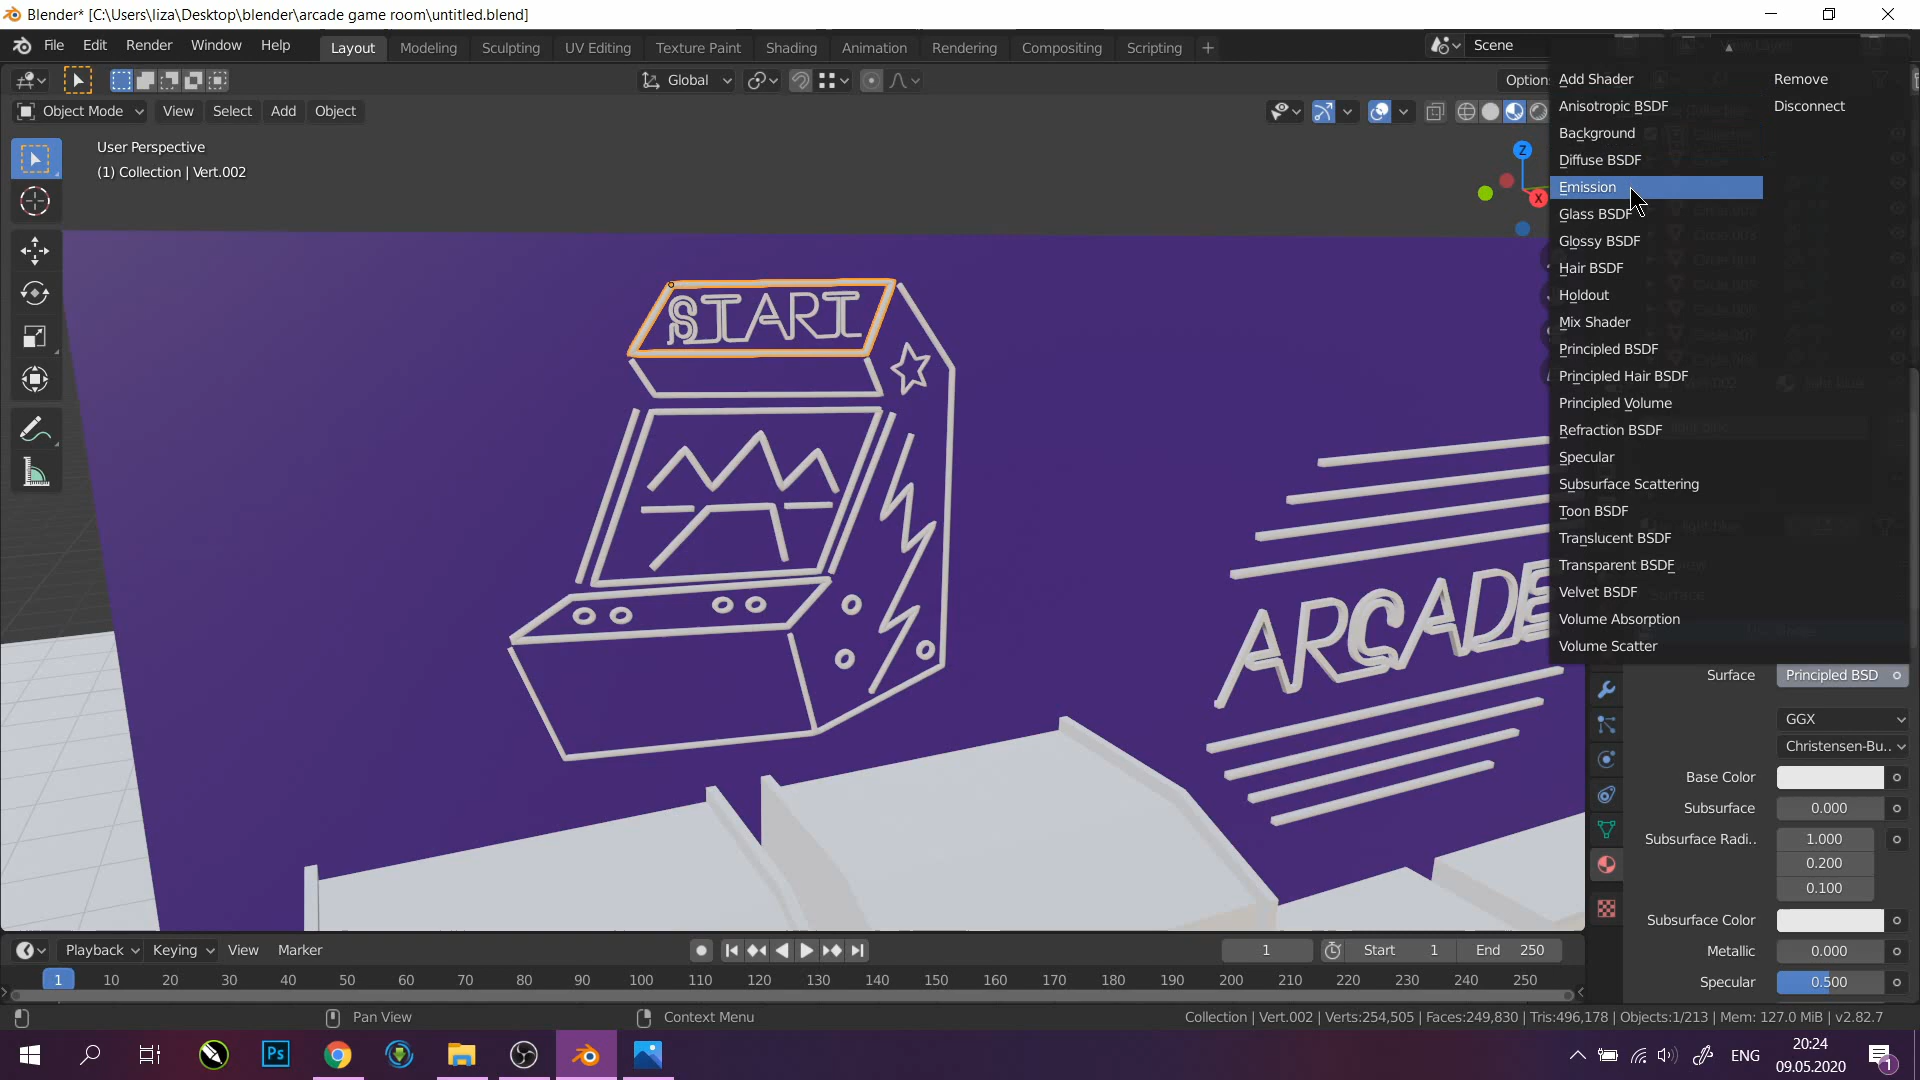 Blender* [C:\Users\liza\Desktop\blender\arcade game room\untitled.blend]
File Edit Render Window Help Layout Modeling Sculpting UV Editing Texture Paint Shading Animation Rendering Compositing Scripting + Scene
Global Options
Object Mode View Select Add Object
User Perspective
(1) Collection | Vert.002
Z
X
START
ARCADE
Add Shader Remove
Anisotropic BSDF Disconnect
Background
Diffuse BSDF
Emission
Glass BSDF
Glossy BSDF
Hair BSDF
Holdout
Mix Shader
Principled BSDF
Principled Hair BSDF
Principled Volume
Refraction BSDF
Specular
Subsurface Scattering
Toon BSDF
Translucent BSDF
Transparent BSDF
Velvet BSDF
Volume Absorption
Volume Scatter
Surface Principled BSD
GGX
Christensen-Bu..
Base Color
Subsurface 0.000
Subsurface Radi.. 1.000
0.200
0.100
Subsurface Color
Metallic 0.000
Specular 0.500
Playback Keying View Marker 1 Start 1 End 250
1 10 20 30 40 50 60 70 80 90 100 110 120 130 140 150 160 170 180 190 200 210 220 230 240 250
Pan View Context Menu Collection | Vert.002 | Verts:254,505 | Faces:249,830 | Tris:496,178 | Objects:1/213 | Mem: 127.0 MiB | v2.82.7
Ps ENG 20:24
09.05.2020
1